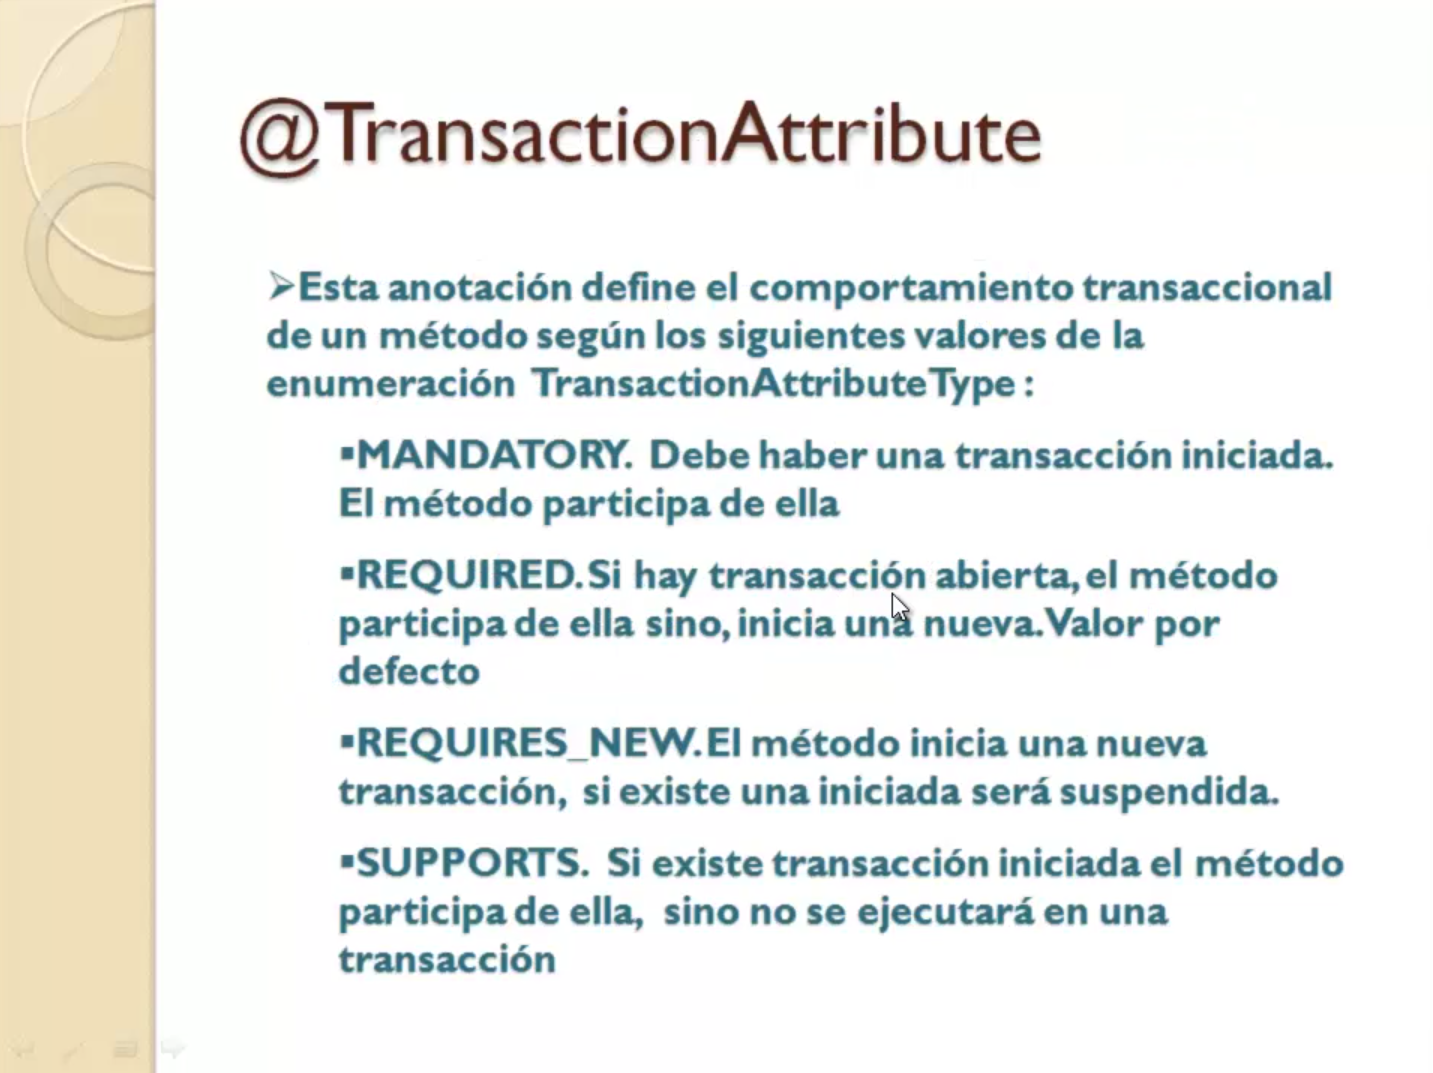 @TransactionAttribute
➢Esta anotación define el comportamiento transaccional
de un método según los siguientes valores de la
enumeración TransactionAttributeType :
▪MANDATORY. Debe haber una transacción iniciada.
El método participa de ella
▪REQUIRED.Si hay transacción abierta,el método
participa de ella sino, inicia una nueva.Valor por
defecto
▪REQUIRES_NEW.El método inicia una nueva
transacción, si existe una iniciada será suspendida.
▪SUPPORTS. Si existe transacción iniciada el método
participa de ella, sino no se ejecutará en una
transacción